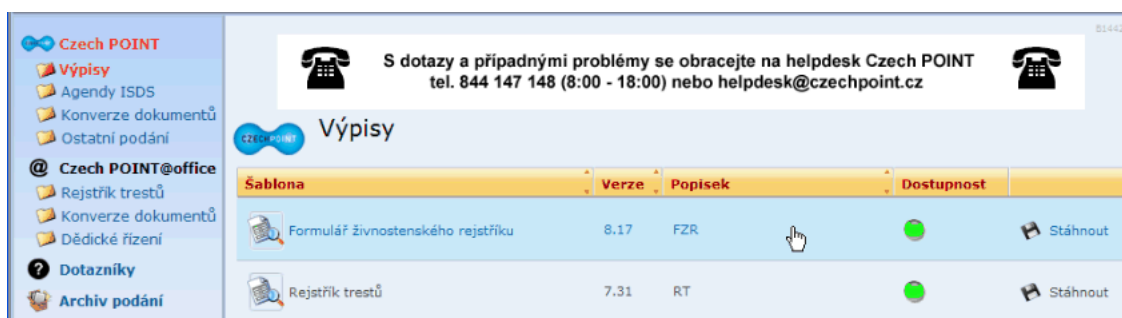 Czech POINT
Výpisy
Agendy ISDS
Konverze dokumentů
Ostatní podání
@ Czech POINT@office
Rejstřík trestů
Konverze dokumentů
Dědické řízení
? Dotazníky
Archiv podání
S dotazy a případnými problémy se obracejte na helpdesk Czech POINT
tel. 844 147 148 (8:00 - 18:00) nebo helpdesk@czechpoint.cz
CZECHPOINT Výpisy
Šablona Verze Popisek Dostupnost
Formulář živnostenského rejstříku 8.17 FZR Stáhnout
Rejstřík trestů 7.31 RT Stáhnout